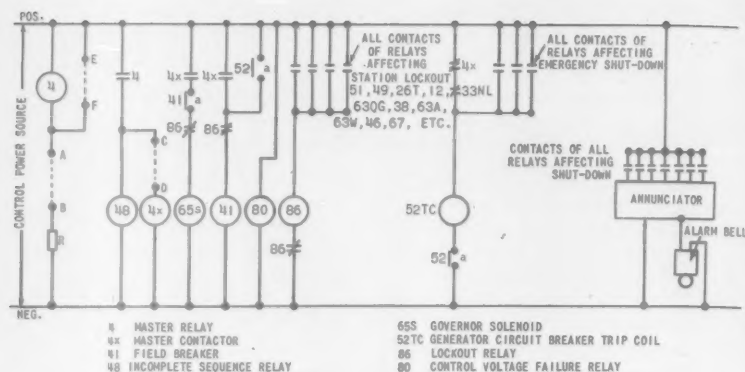 POS.
CONTROL POWER SOURCE
NEG.
4
E
F
A
B
R
4
4x
4x
52 a
41 a
86
86
C
D
48
4x
65s
41
80
86
86
ALL CONTACTS
OF RELAYS
AFFECTING
STATION LOCKOUT
51, 49, 26T, 12,
63QG, 38, 63A,
63W, 46, 67, ETC.
4x
33NL
52TC
52 a
ALL CONTACTS OF
RELAYS AFFECTING
EMERGENCY SHUT-DOWN
CONTACTS OF ALL
RELAYS AFFECTING
SHUT-DOWN
ANNUNCIATOR
ALARM BELL
4 MASTER RELAY
4x MASTER CONTACTOR
41 FIELD BREAKER
48 INCOMPLETE SEQUENCE RELAY
65S GOVERNOR SOLENOID
52TC GENERATOR CIRCUIT BREAKER TRIP COIL
86 LOCKOUT RELAY
80 CONTROL VOLTAGE FAILURE RELAY